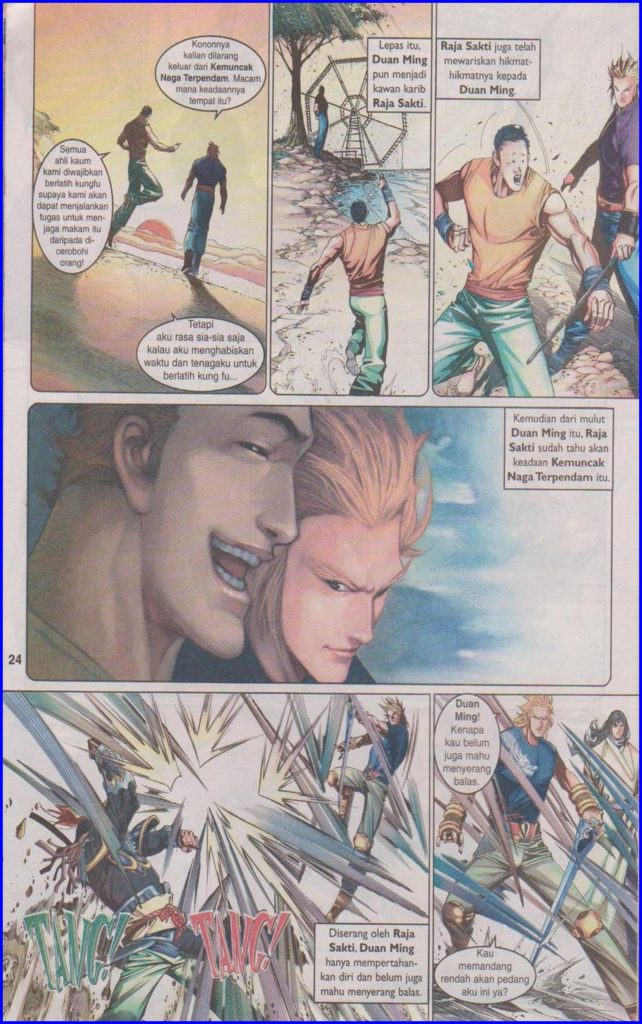 Kononnya
kalian dilarang
keluar dari Kemuncak
Naga Terpendam. Macam
mana keadaannya
tempat itu?
Semua
ahli kaum
kami diwajibkan
berlatih kungfu
supaya kami akan
dapat menjalankan
tugas untuk men-
jaga makam itu
daripada di-
cerobohi
orang!
Tetapi
aku rasa sia-sia saja
kalau aku menghabiskan
waktu dan tenagaku untuk
berlatih kung fu...
Lepas itu,
Duan Ming
pun menjadi
kawan karib
Raja Sakti.
Raja Sakti juga telah
mewariskan hikmat-
hikmatnya kepada
Duan Ming.
Kemudian dari mulut
Duan Ming itu, Raja
Sakti sudah tahu akan
keadaan Kemuncak
Naga Terpendam itu.
24
TANG!
TANG!
Diserang oleh Raja
Sakti, Duan Ming
hanya mempertahan-
kan diri dan belum juga
mahu menyerang balas.
Duan
Ming!
Kenapa
kau belum
juga mahu
menyerang
balas.
Kau
memandang
rendah akan pedang
aku ini ya?